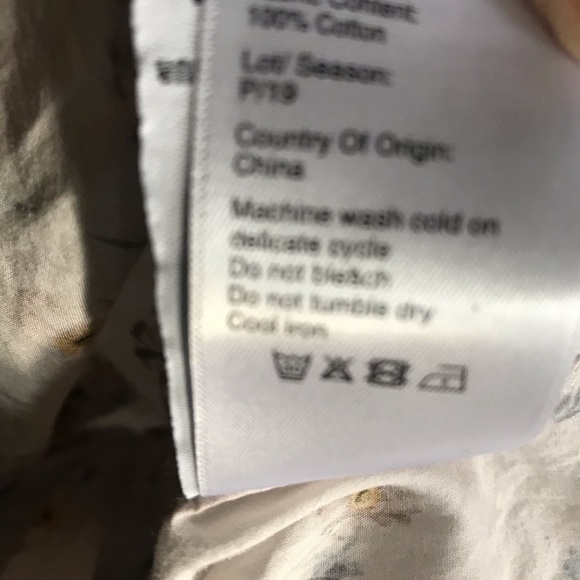 Content:
100% Cotton
Lot/ Season:
P/19
Country Of Origin:
China
Machine wash cold on
delicate cycle
Do not bleach
Do not tumble dry
Cool iron